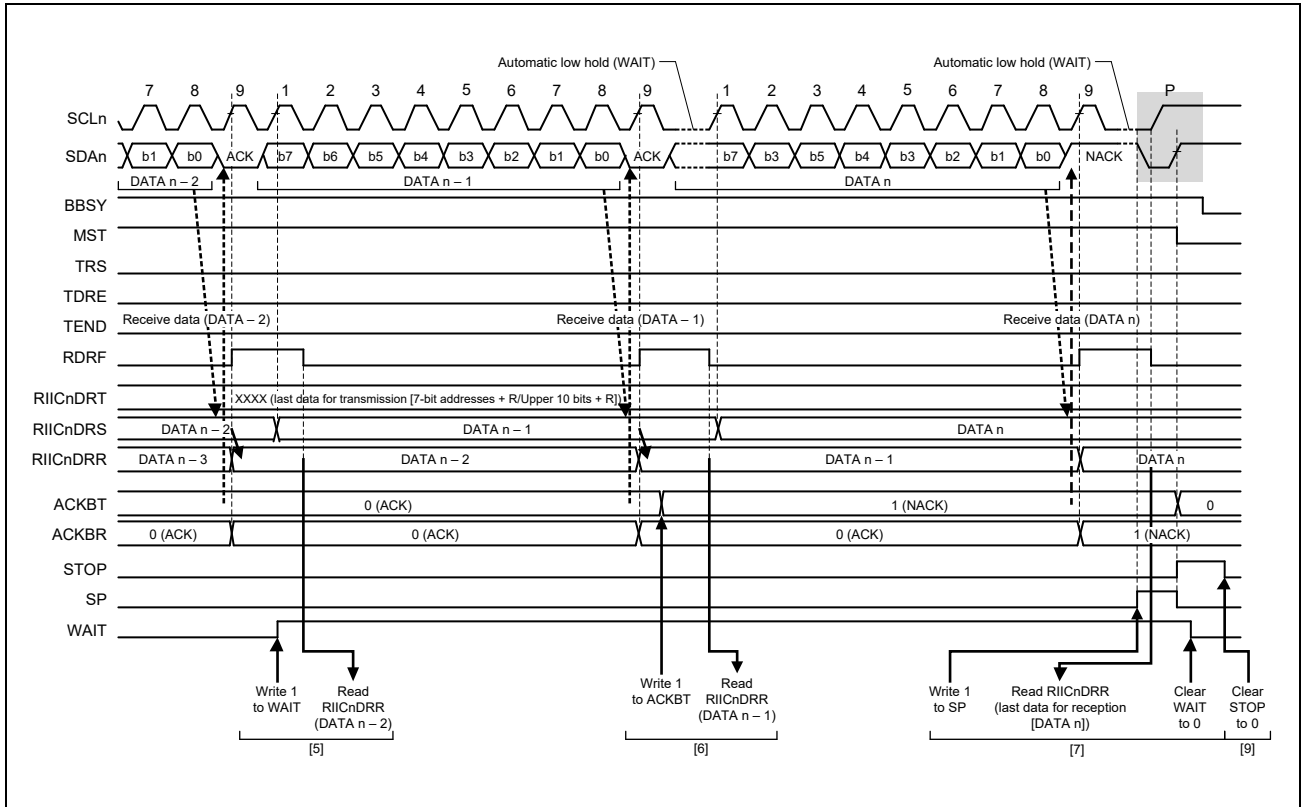 Automatic low hold (WAIT) Automatic low hold (WAIT)
7 8 9 1 2 3 4 5 6 7 8 9 1 2 3 4 5 6 7 8 9 P
SCLn
SDAn b1 b0 ACK b7 b6 b5 b4 b3 b2 b1 b0 ACK b7 b3 b5 b4 b3 b2 b1 b0 NACK
DATA n – 2 DATA n – 1 DATA n
BBSY
MST
TRS
TDRE
TEND Receive data (DATA – 2) Receive data (DATA – 1) Receive data (DATA n)
RDRF
RIICnDRT XXXX (last data for transmission [7-bit addresses + R/Upper 10 bits + R])
RIICnDRS DATA n – 2 DATA n – 1 DATA n
RIICnDRR DATA n – 3 DATA n – 2 DATA n – 1 DATA n
ACKBT 0 (ACK) 1 (NACK) 0
ACKBR 0 (ACK) 0 (ACK) 0 (ACK) 1 (NACK)
STOP
SP
WAIT
Write 1
to WAIT
Read
RIICnDRR
(DATA n – 2)
[5]
Write 1
to ACKBT
Read
RIICnDRR
(DATA n – 1)
[6]
Write 1
to SP
Read RIICnDRR
(last data for reception
[DATA n])
Clear
WAIT
to 0
[7]
Clear
STOP
to 0
[9]